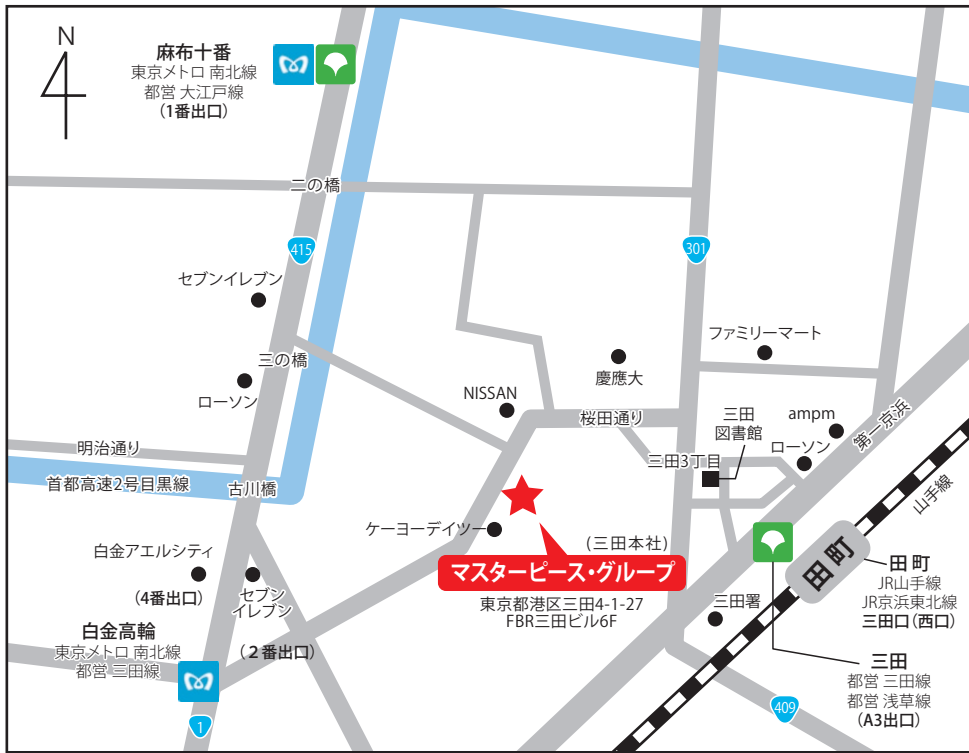 N
麻布十番
東京メトロ 南北線
都営 大江戸線
（1番出口）
二の橋
415
301
セブンイレブン
三の橋
ローソン
ファミリーマート
慶應大
NISSAN
桜田通り
三田
図書館
ampm
ローソン
第一京浜
三田3丁目
明治通り
首都高速2号目黒線
古川橋
山手線
ケーヨーデイツー
（三田本社）
マスターピース・グループ
東京都港区三田4-1-27
FBR三田ビル6F
白金アエルシティ
（4番出口）
セブン
イレブン
田町
田町
JR山手線
JR京浜東北線
三田口（西口）
三田署
白金高輪
東京メトロ 南北線
都営 三田線
（２番出口）
三田
都営 三田線
都営 浅草線
（A3出口）
409
1